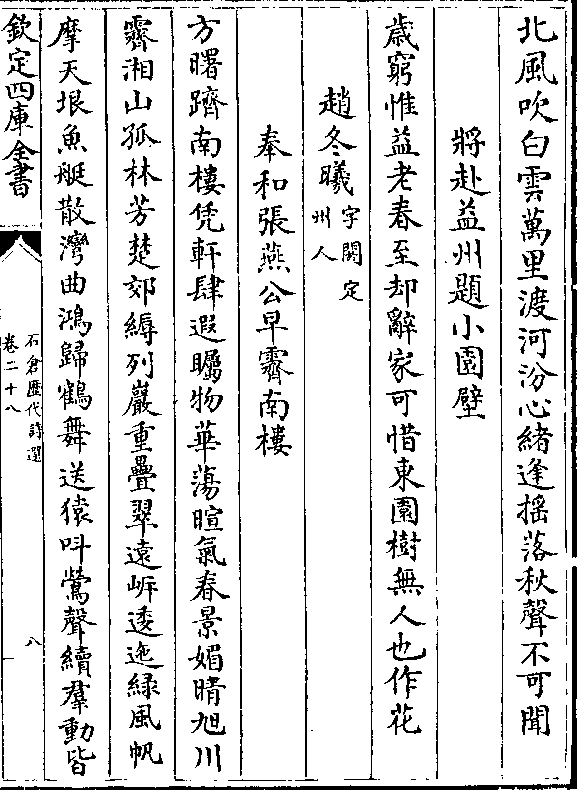 北風吹白雲萬里渡河汾心緒逢揺落秋聲不可聞
將赴益州題小園壁
歳窮惟益老春至却辭家可惜東園樹無人也作花
趙冬曦字闕定州人
奉和張燕公早霽南樓
方曙躋南樓凭軒肆遐矚物華蕩暄氣春景媚晴旭川
霽湘山孤林芳楚郊縟列巖重疊翠遠岓逶迤緑風帆
摩天垠魚艇散灣曲鴻歸鶴舞送猿呌鶯聲續羣動皆
欽定四庫全書
石倉歴代詩選
卷二十八
八